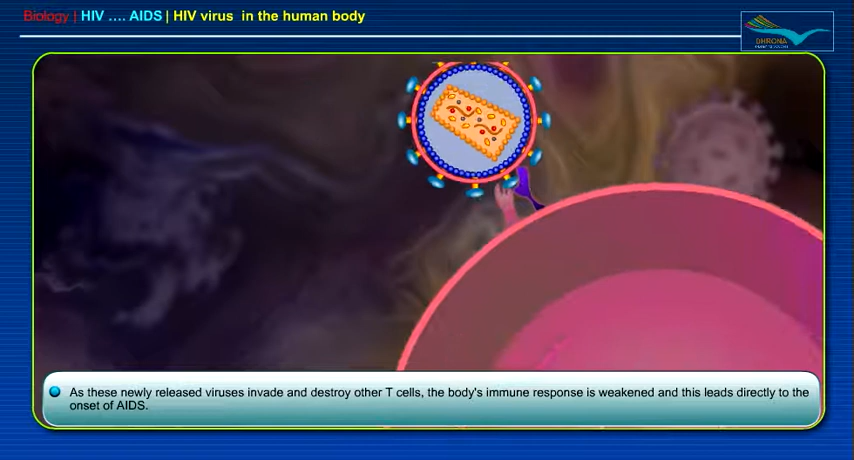 Biology | HIV .... AIDS | HIV virus in the human body
DHRONA
As these newly released viruses invade and destroy other T cells, the body's immune response is weakened and this leads directly to the
onset of AIDS.